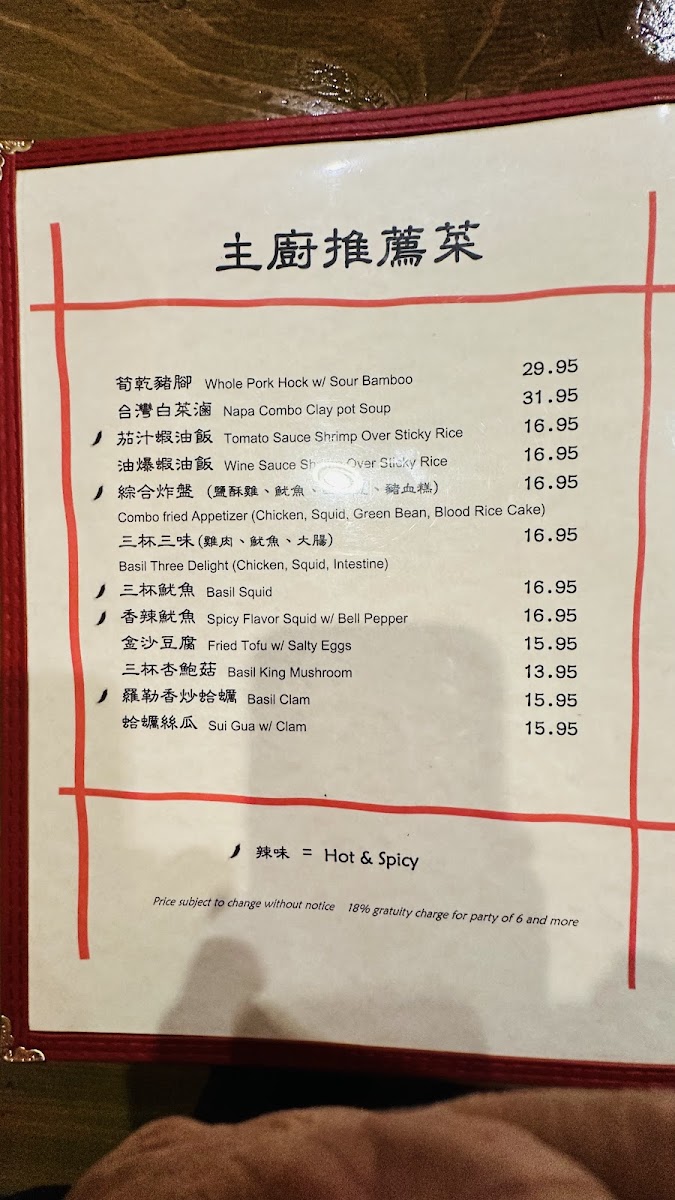 主廚推薦菜
筍乾豬腳 Whole Pork Hock w/ Sour Bamboo 29.95
台灣白菜滷 Napa Combo Clay pot Soup 31.95
茄汁蝦油飯 Tomato Sauce Shrimp Over Sticky Rice 16.95
油爆蝦油飯 Wine Sauce Over Sticky Rice 16.95
綜合炸盤 (鹽酥雞、魷魚、、豬血糕) 16.95
Combo fried Appetizer (Chicken, Squid, Green Bean, Blood Rice Cake)
三杯三味(雞肉、魷魚、大腸) 16.95
Basil Three Delight (Chicken, Squid, Intestine)
三杯魷魚 Basil Squid 16.95
香辣魷魚 Spicy Flavor Squid w/ Bell Pepper 16.95
金沙豆腐 Fried Tofu w/ Salty Eggs 15.95
三杯杏鮑菇 Basil King Mushroom 13.95
羅勒香炒蛤蠣 Basil Clam 15.95
蛤蠣絲瓜 Sui Gua w/ Clam 15.95
辣味 = Hot & Spicy
Price subject to change without notice 18% gratuity charge for party of 6 and more